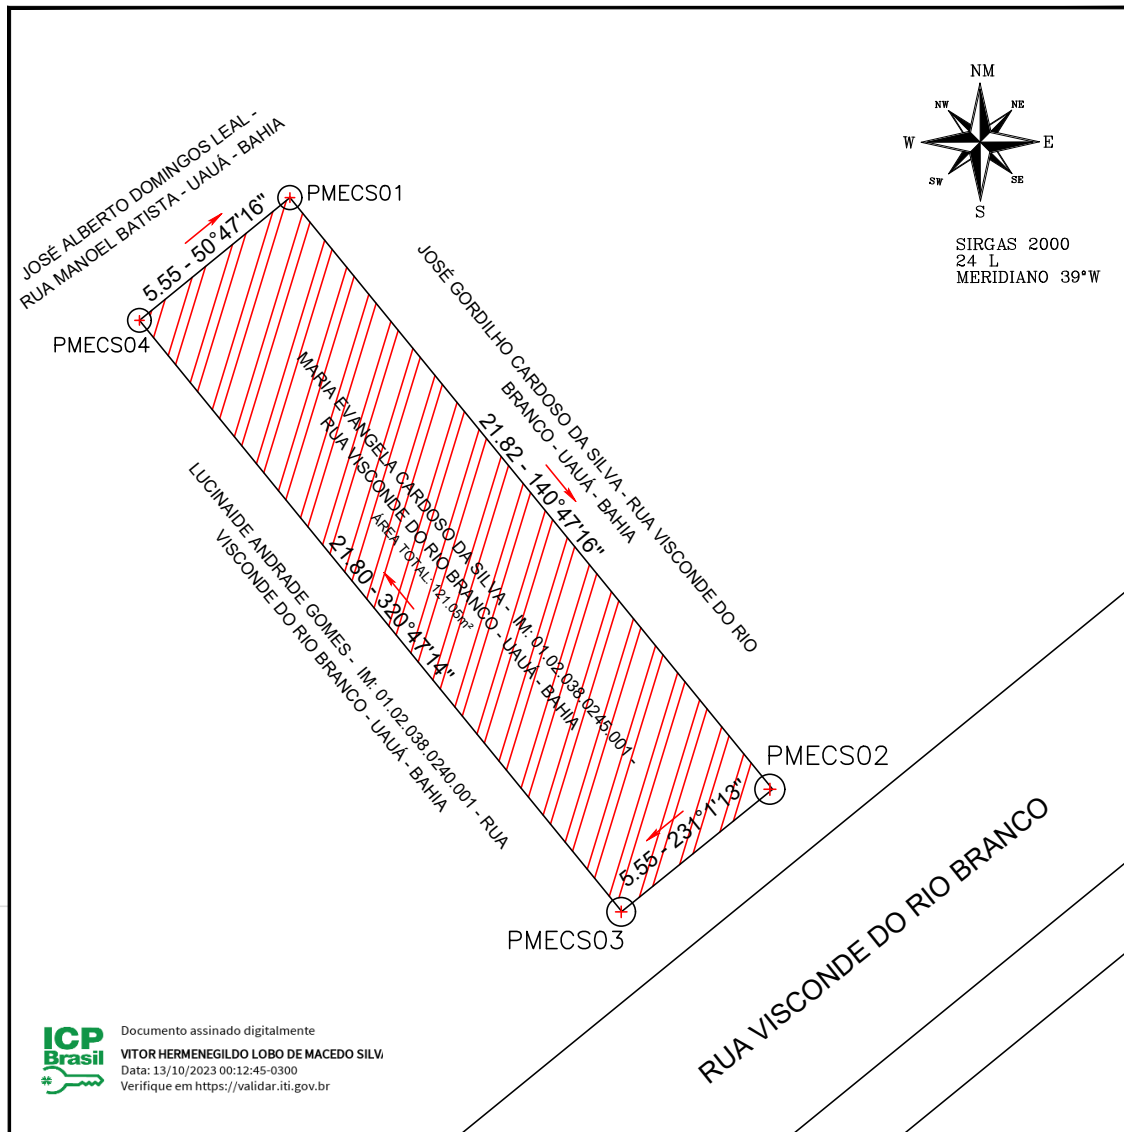 NM
NW
NE
W
E
SW
SE
S
SIRGAS 2000
24 L
MERIDIANO 39°W
JOSÉ ALBERTO DOMINGOS LEAL -
RUA MANOEL BATISTA - UAUÁ - BAHIA
5.55 - 50°47'16"
PMECS01
PMECS04
JOSÉ GORDILHO CARDOSO DA SILVA - RUA VISCONDE DO RIO
BRANCO - UAUÁ - BAHIA
21.82 - 140°47'16"
MARIA EVANGELA CARDOSO DA SILVA - IM: 01.02.038.0245.001 -
RUA VISCONDE DO RIO BRANCO - UAUÁ - BAHIA
ÁREA TOTAL: 121.05m²
21.80 - 320°47'14"
LUCINAIDE ANDRADE GOMES - IM: 01.02.038.0240.001 - RUA
VISCONDE DO RIO BRANCO - UAUÁ - BAHIA
PMECS02
5.55 - 231°1'13"
PMECS03
RUA VISCONDE DO RIO BRANCO
ICP
Brasil
Documento assinado digitalmente
VITOR HERMENEGILDO LOBO DE MACEDO SILV
Data: 13/10/2023 00:12:45-0300
Verifique em https://validar.iti.gov.br